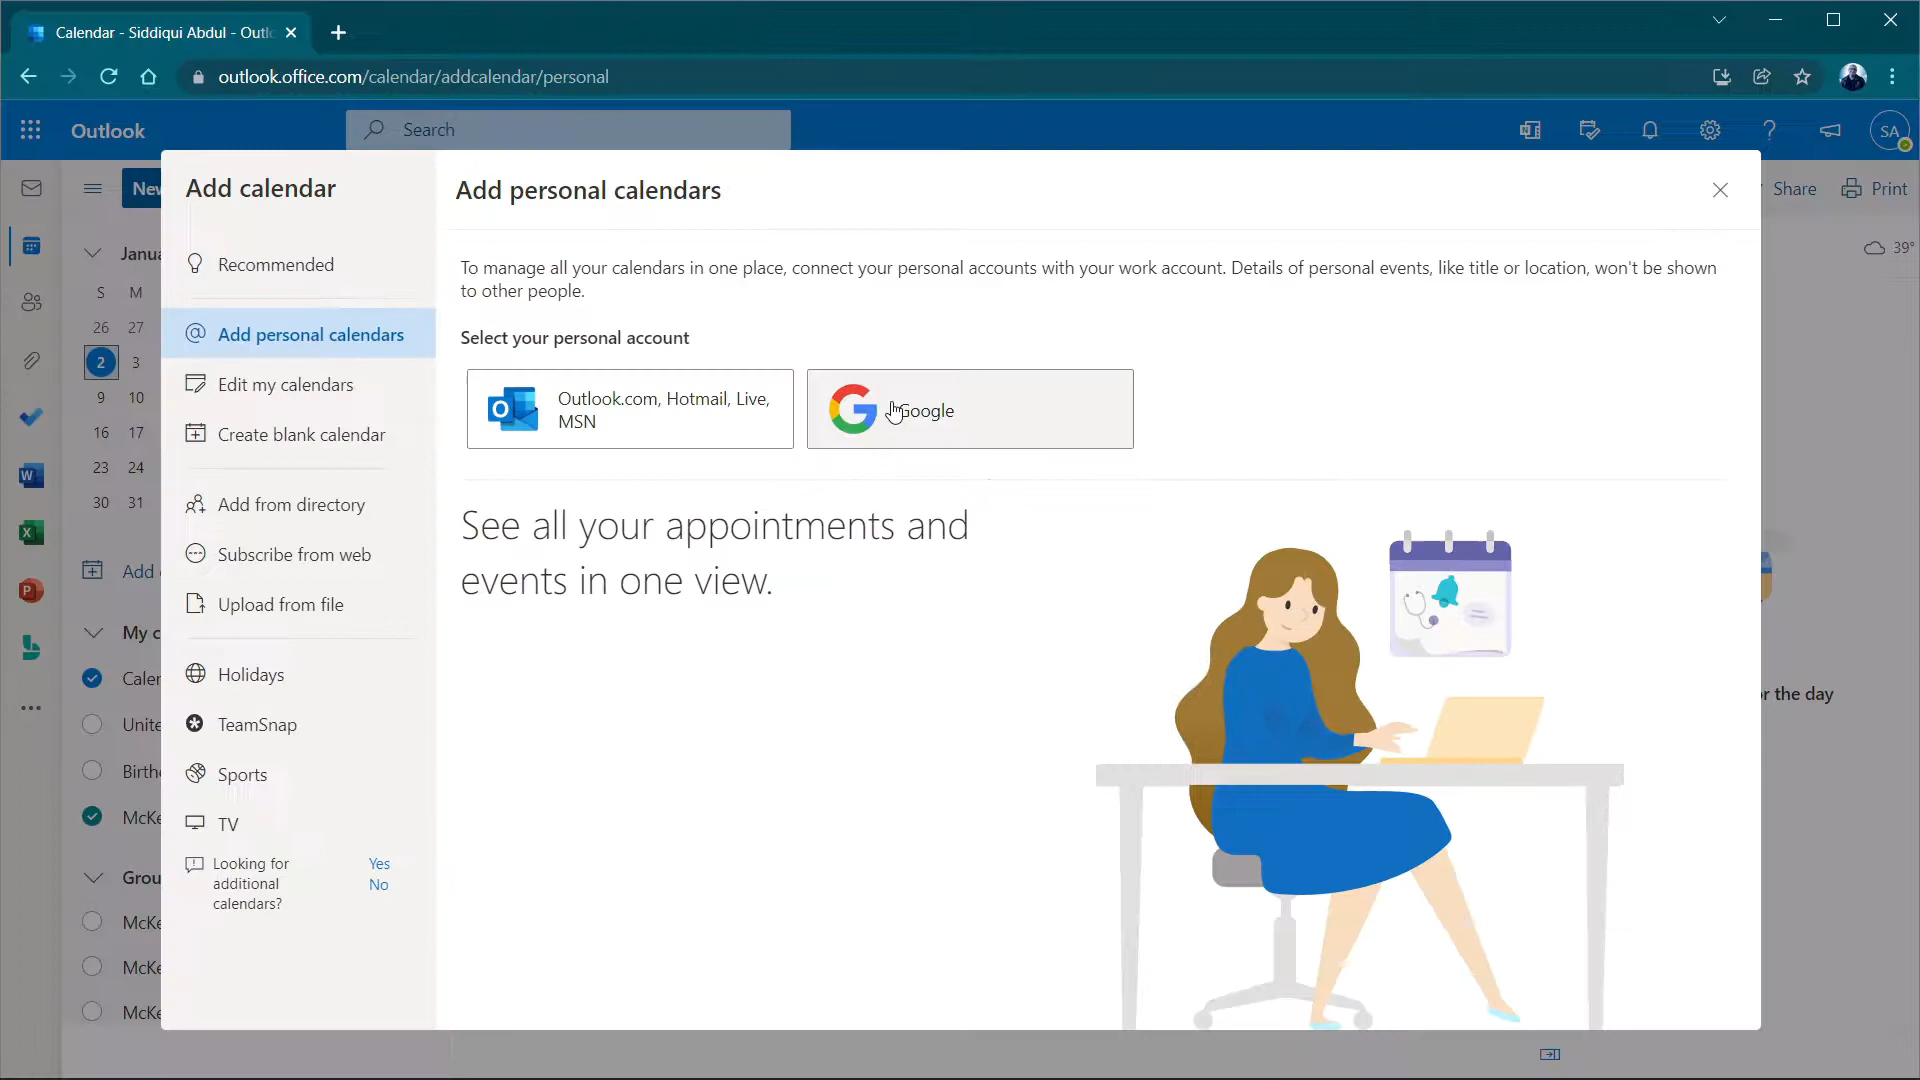 Calendar - Siddiqui Abdul - Outlo
outlook.office.com/calendar/addcalendar/personal
Outlook
Search
SA
New
Share
Print
Janua
39°
S M
26 27
2 3
9 10
16 17
23 24
30 31
Add
My c
Calen
Unite
Birthd
McKe
Grou
McKe
McKe
McKe
r the day
Add calendar
Recommended
Add personal calendars
Edit my calendars
Create blank calendar
Add from directory
Subscribe from web
Upload from file
Holidays
TeamSnap
Sports
TV
Looking for
additional
calendars?
Yes
No
Add personal calendars
To manage all your calendars in one place, connect your personal accounts with your work account. Details of personal events, like title or location, won't be shown
to other people.
Select your personal account
Outlook.com, Hotmail, Live,
MSN
Google
See all your appointments and
events in one view.